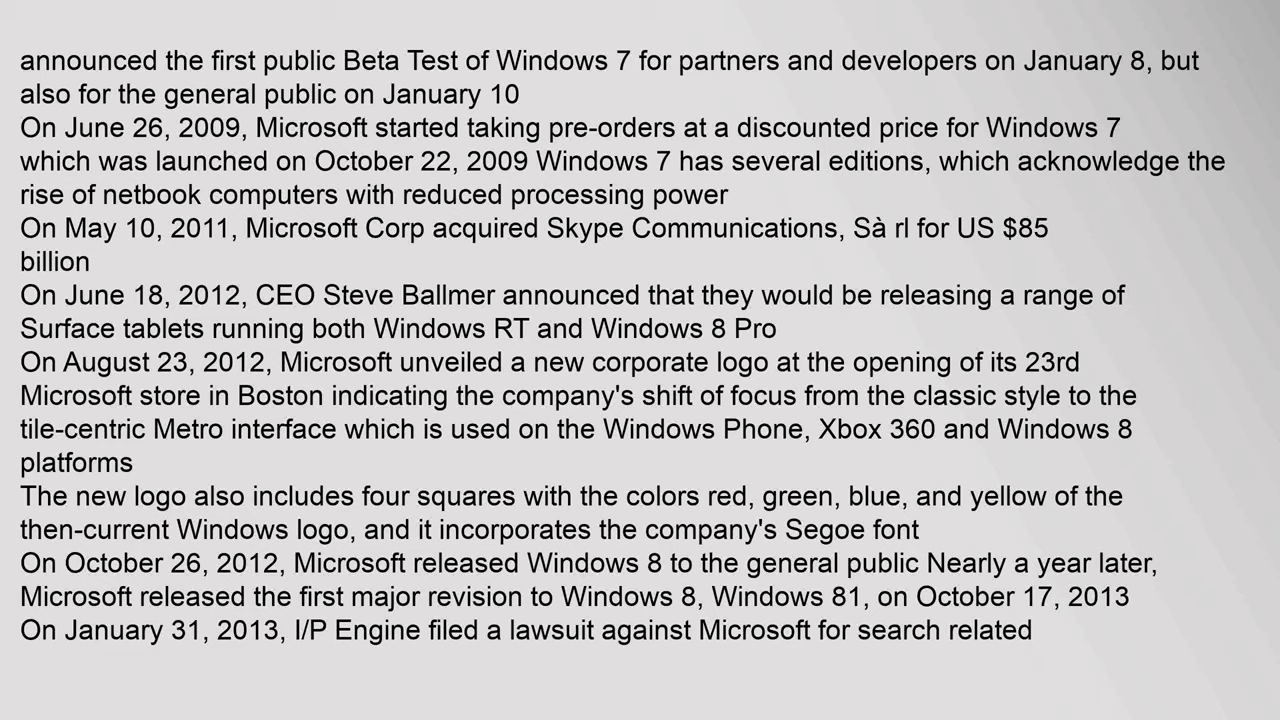 announced the first public Beta Test of Windows 7 for partners and developers on January 8, but
also for the general public on January 10
On June 26, 2009, Microsoft started taking pre-orders at a discounted price for Windows 7
which was launched on October 22, 2009 Windows 7 has several editions, which acknowledge the
rise of netbook computers with reduced processing power
On May 10, 2011, Microsoft Corp acquired Skype Communications, Sà rl for US $85
billion
On June 18, 2012, CEO Steve Ballmer announced that they would be releasing a range of
Surface tablets running both Windows RT and Windows 8 Pro
On August 23, 2012, Microsoft unveiled a new corporate logo at the opening of its 23rd
Microsoft store in Boston indicating the company's shift of focus from the classic style to the
tile-centric Metro interface which is used on the Windows Phone, Xbox 360 and Windows 8
platforms
The new logo also includes four squares with the colors red, green, blue, and yellow of the
then-current Windows logo, and it incorporates the company's Segoe font
On October 26, 2012, Microsoft released Windows 8 to the general public Nearly a year later,
Microsoft released the first major revision to Windows 8, Windows 81, on October 17, 2013
On January 31, 2013, I/P Engine filed a lawsuit against Microsoft for search related